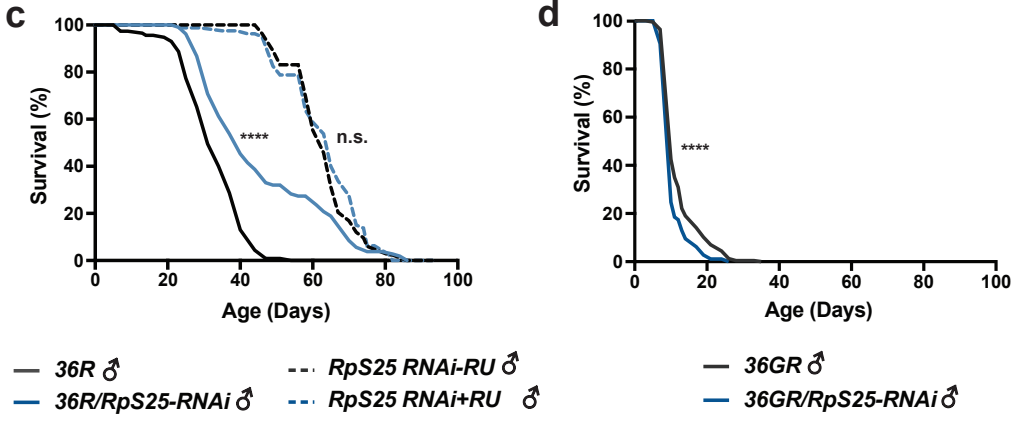 c
100
80
60
40
20
0
Survival (%)
****
n.s.
0 20 40 60 80 100
Age (Days)
36R ♂
36R/RpS25-RNAi ♂
RpS25 RNAi-RU ♂
RpS25 RNAi+RU ♂
d
100
80
60
40
20
0
Survival (%)
****
0 20 40 60 80 100
Age (Days)
36GR ♂
36GR/RpS25-RNAi ♂